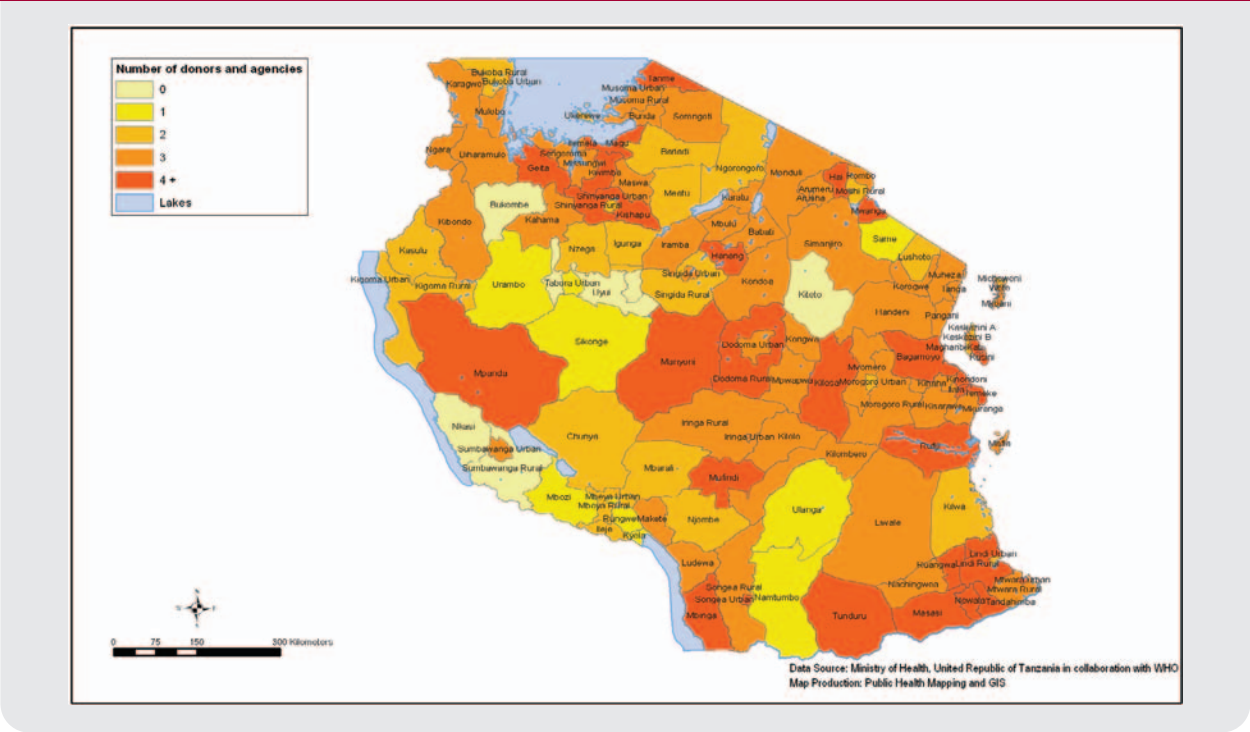 Number of donors and agencies
0
1
2
3
4 +
Lakes
Bukoba Rural
Bukoba Urban
Karagwe
Tarime
Musoma Urban
Musoma Rural
Bunda
Ukerewe
Ngara
Magu
Geita
Kwimba
Maswa
Meatu
Ngorongoro
Monduli
Hai
Rombo
Moshi Rural
Arumeru
Arusha
Mwanga
Karatu
Mbulu
Babati
Simanjiro
Same
Lushoto
Bukombe
Shinyanga Urban
Shinyanga Rural
Kishapu
Kahama
Kibondo
Kasulu
Kigoma Urban
Kigoma Rural
Urambo
Nzega
Igunga
Iramba
Hanang
Singida Urban
Singida Rural
Kondoa
Tabora Urban
Uyui
Korogwe
Muheza
Tanga
Handeni
Pangani
Micheweni
Wete
Mkoani
Kaskazini A
Kaskazini B
Kusini
Sikonge
Mpanda
Manyoni
Dodoma Urban
Dodoma Rural
Kongwa
Mpwapwa
Kilosa
Mvomero
Morogoro Urban
Morogoro Rural
Bagamoyo
Kibaha
Kinondoni
Ilala
Temeke
Kisarawe
Mkuranga
Rufiji
Mafia
Nkasi
Sumbawanga Urban
Sumbawanga Rural
Chunya
Iringa Rural
Iringa Urban
Kilolo
Kilombero
Mbarali
Mufindi
Mbozi
Mbeya Urban
Mbeya Rural
Rungwe
Makete
Ileje
Kyela
Njombe
Ulanga
Liwale
Kilwa
Ludewa
Songea Rural
Songea Urban
Namtumbo
Mbinga
Tunduru
Nachingwea
Ruangwa
Lindi Urban
Lindi Rural
Mtwara Urban
Mtwara Rural
Newala
Tandahimba
Masasi
0 75 150 300 Kilometers
Data Source: Ministry of Health, United Republic of Tanzania in collaboration with WHO
Map Production: Public Health Mapping and GIS